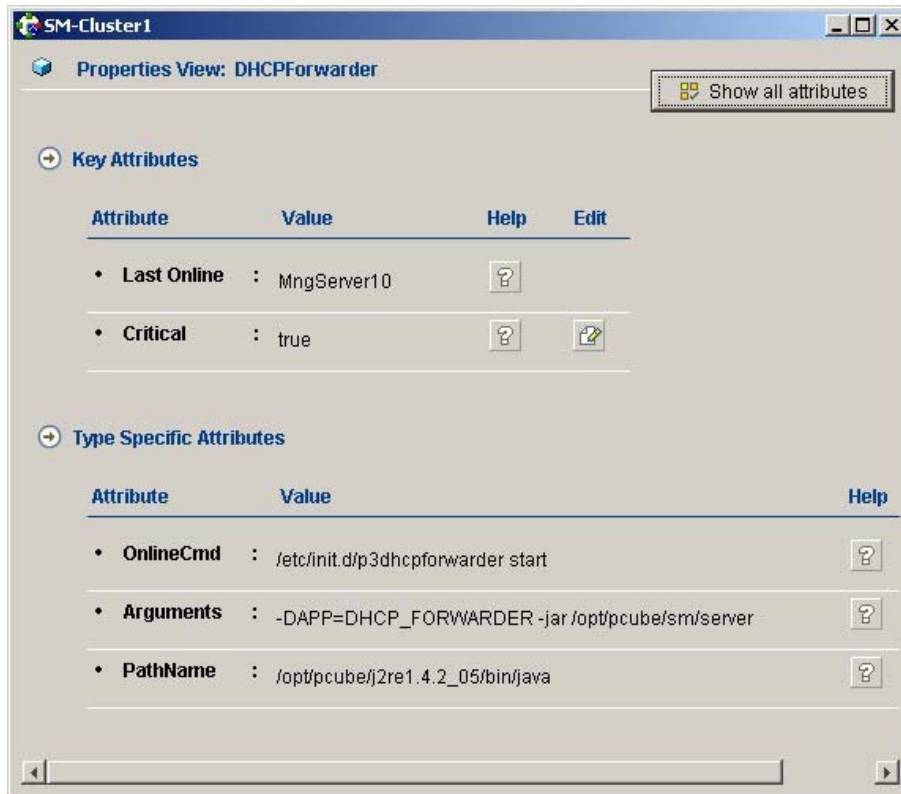 SM-Cluster1
Properties View: DHCPForwarder
Show all attributes
Key Attributes
Attribute Value Help Edit
• Last Online : MngServer10 ?
• Critical : true ?
Type Specific Attributes
Attribute Value Help
• OnlineCmd : /etc/init.d/p3dhcpforwarder start ?
• Arguments : -DAPP=DHCP_FORWARDER -jar /opt/pcube/sm/server ?
• PathName : /opt/pcube/j2re1.4.2_05/bin/java ?